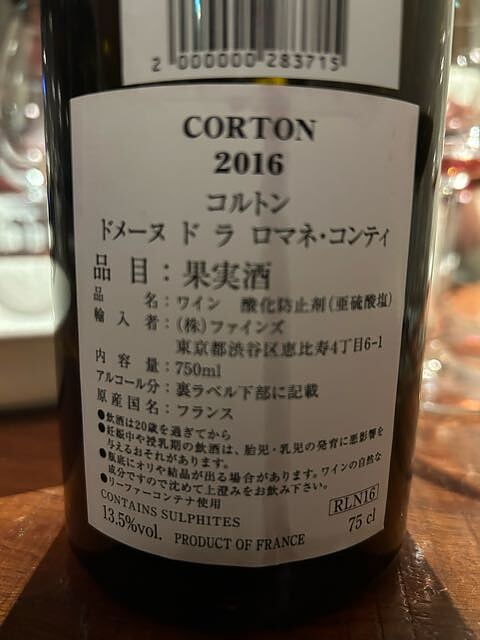 2 000000 283715
CORTON
2016
コルトン
ドメーヌ ド ラ ロマネ・コンティ
品 目：果実酒
品 名：ワイン 酸化防止剤（亜硫酸塩）
輸 入 者：（株）ファインズ
東京都渋谷区恵比寿4丁目6-1
内 容 量：750ml
アルコール分：裏ラベル下部に記載
原産国名：フランス
●飲酒は20歳を過ぎてから
●妊娠中や授乳期の飲酒は、胎児・乳児の発育に悪影響を
与えるおそれがあります。
●瓶底にオリや結晶が出る場合があります。ワインの自然な
成分ですので沈めて上澄みをお飲み下さい。
●リーファーコンテナ使用
CONTAINS SULPHITES
RLN16
13.5%vol.
PRODUCT OF FRANCE
75 cl